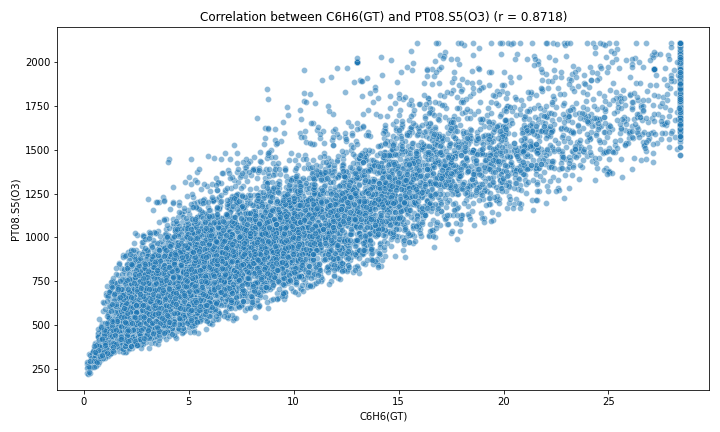 Correlation between C6H6(GT) and PT08.S5(O3) (r = 0.8718)
PT08.S5(O3)
2000
1750
1500
1250
1000
750
500
250
0 5 10 15 20 25
C6H6(GT)